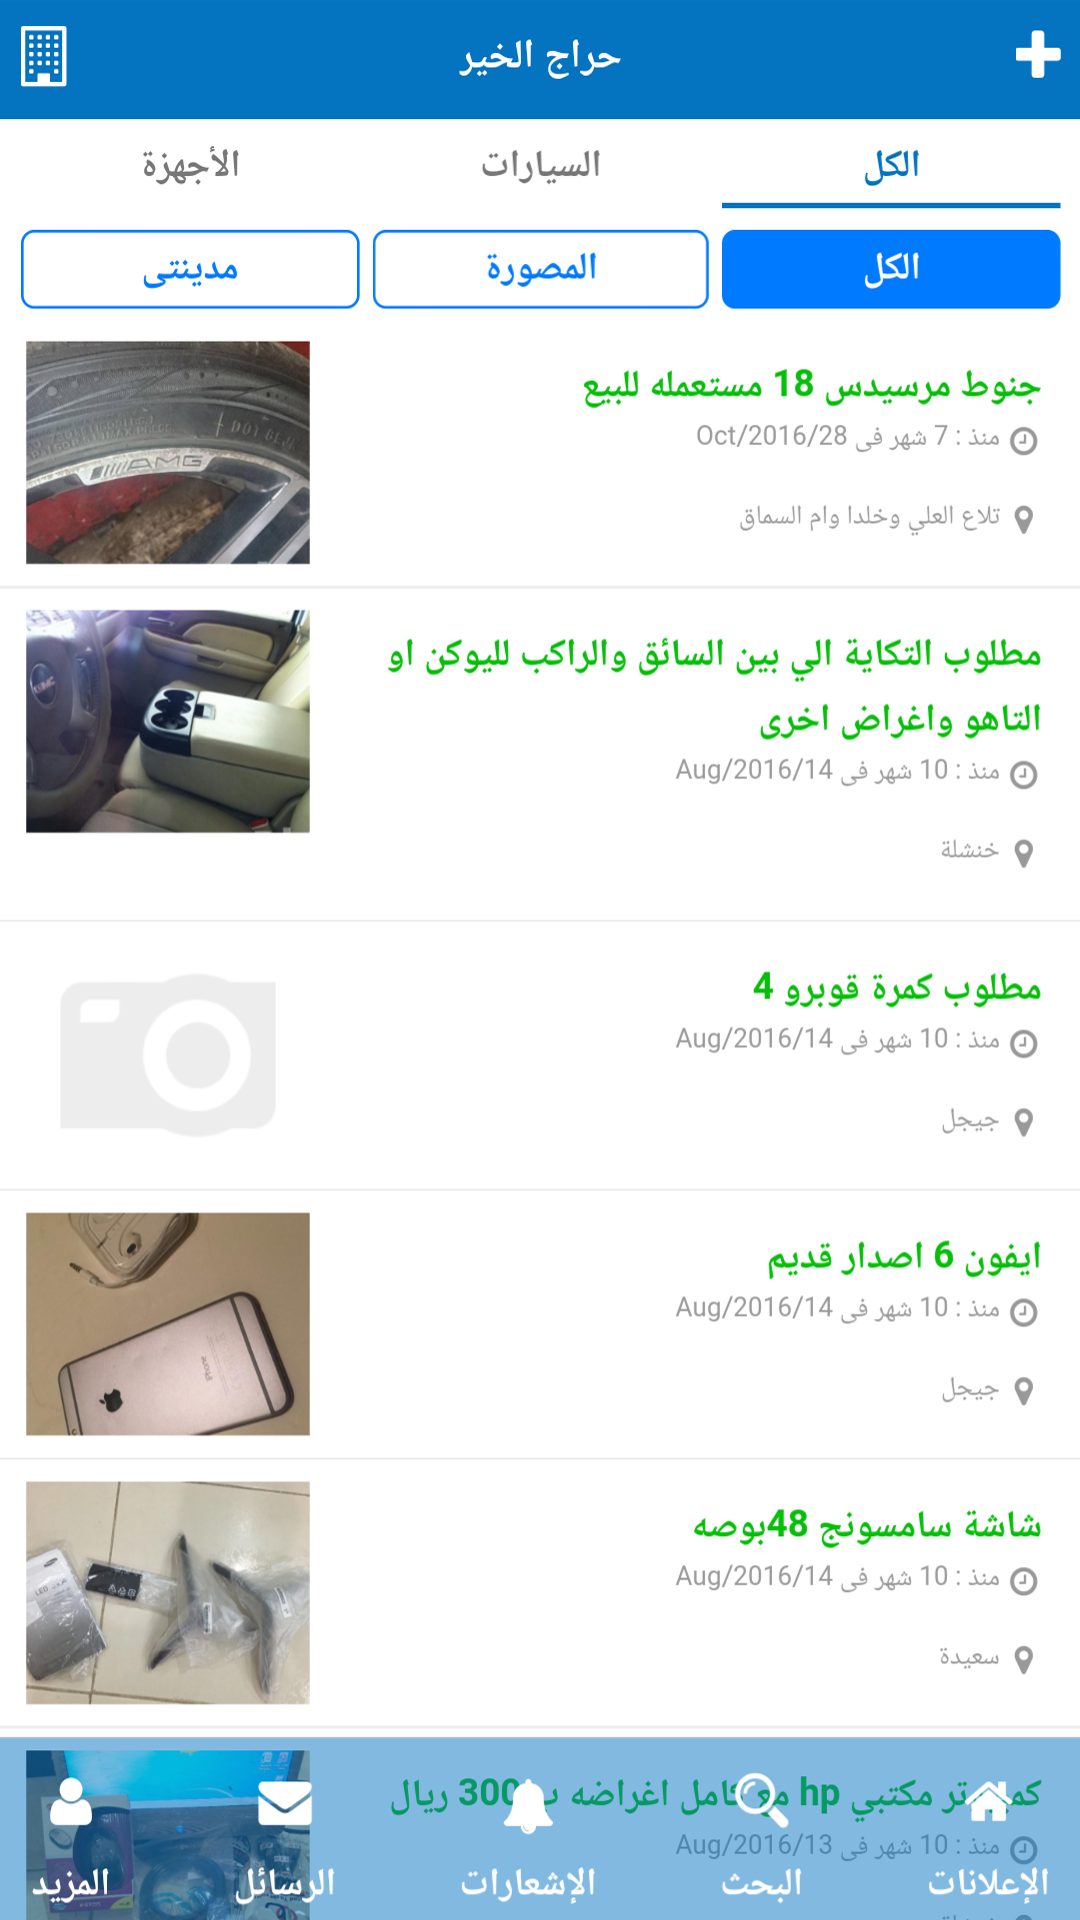 حراج الخير
الكل
السيارات
الأجهزة
الكل
المصورة
مدينتى
جنوط مرسيدس 18 مستعمله للبيع
منذ : 7 شهر فى 28/Oct/2016
تلاع العلي وخلدا وام السماق
AMG
مطلوب التكاية الي بين السائق والراكب لليوكن او
التاهو واغراض اخرى
منذ : 10 شهر فى 14/Aug/2016
خنشلة
GMC
مطلوب كمرة قوبرو 4
منذ : 10 شهر فى 14/Aug/2016
جيجل
ايفون 6 اصدار قديم
منذ : 10 شهر فى 14/Aug/2016
جيجل
iPhone
شاشة سامسونج 48بوصه
منذ : 10 شهر فى 14/Aug/2016
سعيدة
LED
كمبيوتر مكتبي hp مع كامل اغراضه ب 300 ريال
منذ : 10 شهر فى 13/Aug/2016
الإعلانات
البحث
الإشعارات
الرسائل
المزيد